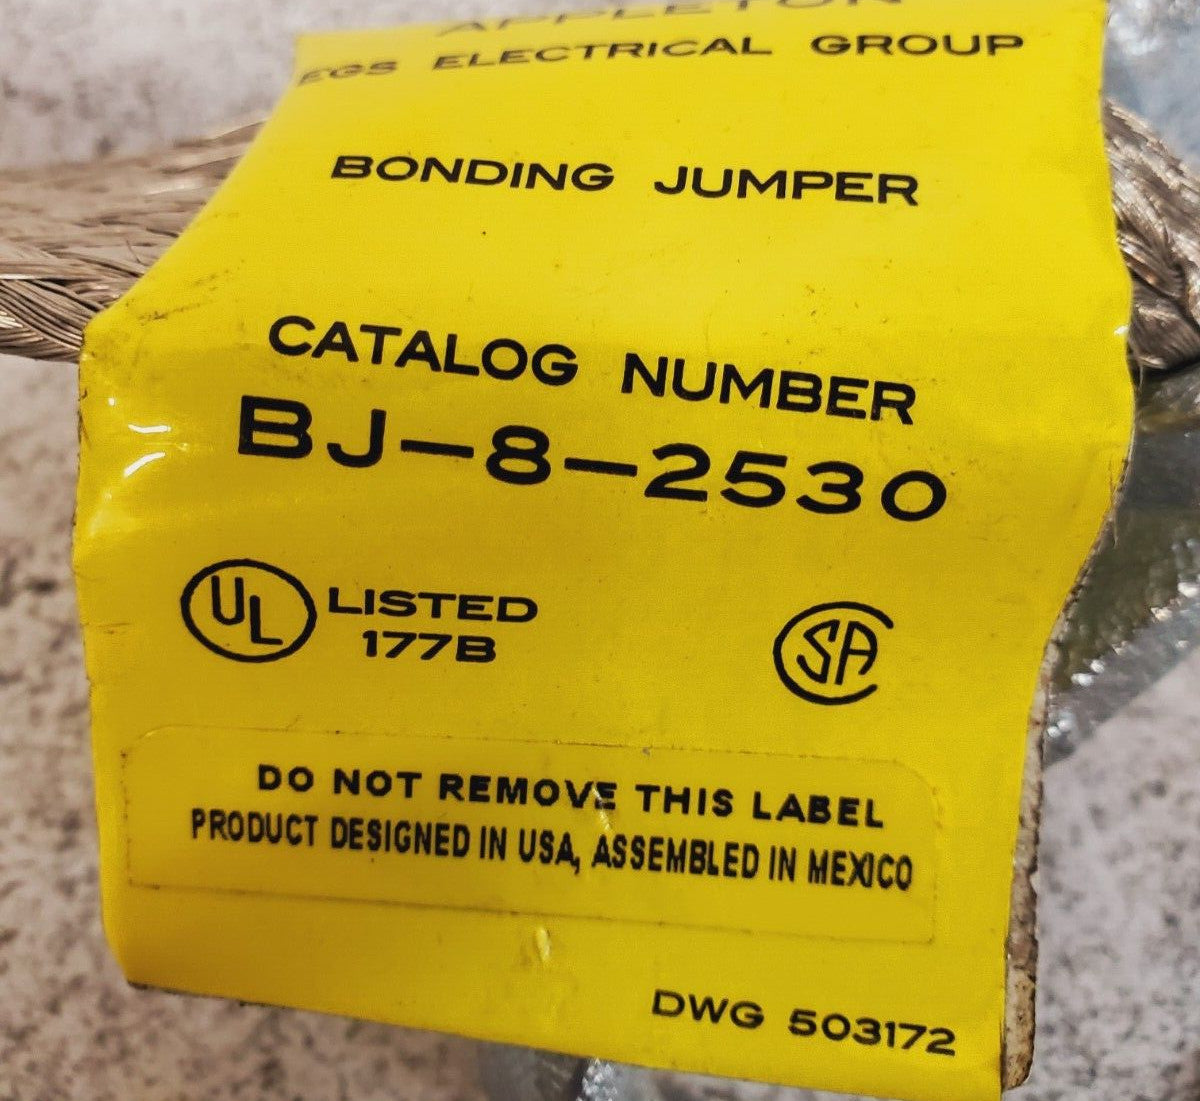 APPLETON
EGS ELECTRICAL GROUP
BONDING JUMPER
CATALOG NUMBER
BJ-8-2530
UL LISTED
177B
SA
DO NOT REMOVE THIS LABEL
PRODUCT DESIGNED IN USA, ASSEMBLED IN MEXICO
DWG 503172